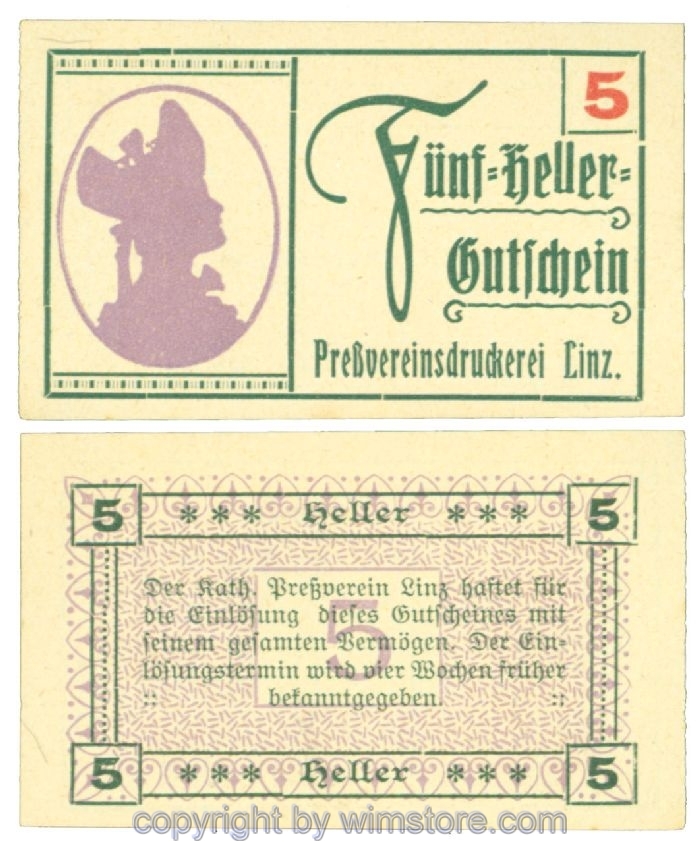 5
Fünf-Heller-
Gutschein
Preßvereinsdruckerei Linz.
5 *** Heller *** 5
Der Kath. Preßverein Linz haftet für
die Einlösung dieses Gutscheines mit
seinem gesamten Vermögen. Der Ein-
lösungstermin wird vier Wochen früher
:: bekanntgegeben. ::
5
5 *** Heller *** 5
copyright by wimstore.com